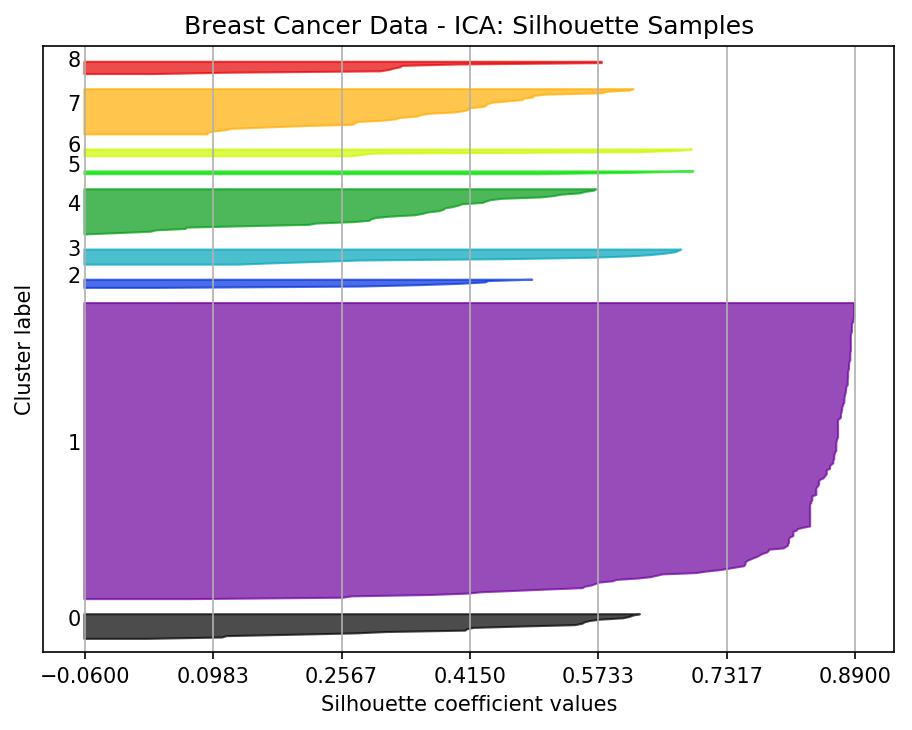 Breast Cancer Data - ICA: Silhouette Samples
8
7
6
5
4
3
2
1
0
Cluster label
−0.0600 0.0983 0.2567 0.4150 0.5733 0.7317 0.8900
Silhouette coefficient values